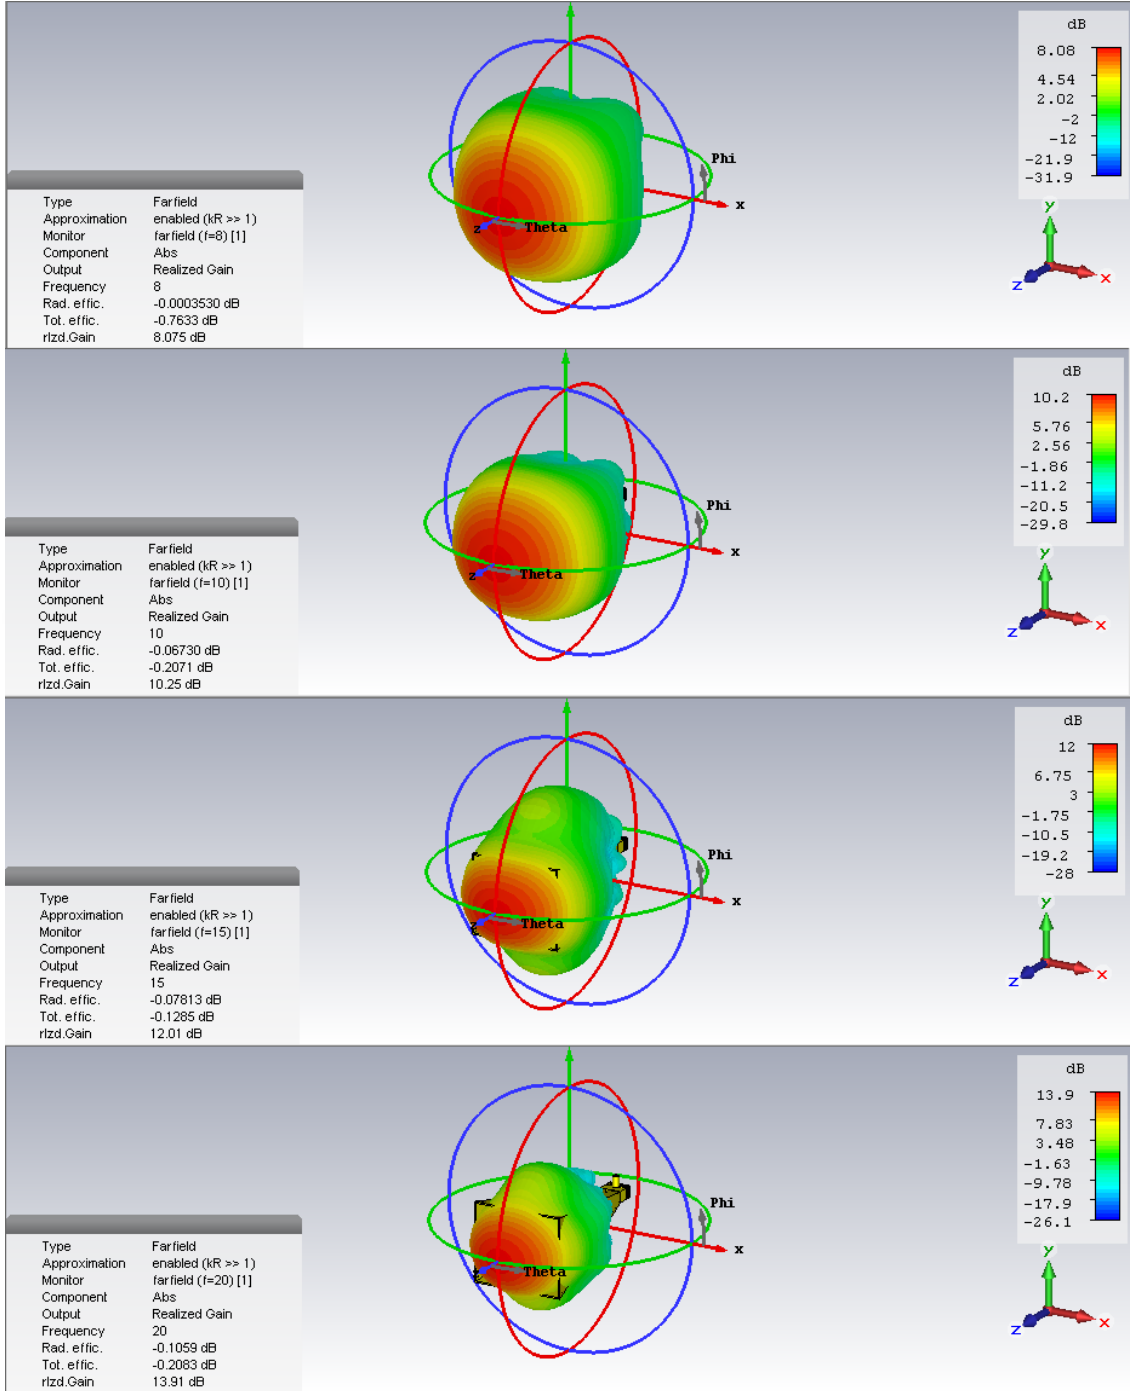 dB
8.08
4.54
2.02
-2
-12
-21.9
-31.9
Phi
x
z
Theta
y
z
x
Type Farfield
Approximation enabled (kR >> 1)
Monitor farfield (f=8) [1]
Component Abs
Output Realized Gain
Frequency 8
Rad. effic. -0.0003530 dB
Tot. effic. -0.7633 dB
rlzd.Gain 8.075 dB
dB
10.2
5.76
2.56
-1.86
-11.2
-20.5
-29.8
Phi
x
z
Theta
y
z
x
Type Farfield
Approximation enabled (kR >> 1)
Monitor farfield (f=10) [1]
Component Abs
Output Realized Gain
Frequency 10
Rad. effic. -0.06730 dB
Tot. effic. -0.2071 dB
rlzd.Gain 10.25 dB
dB
12
6.75
3
-1.75
-10.5
-19.2
-28
Phi
x
z
Theta
y
z
x
Type Farfield
Approximation enabled (kR >> 1)
Monitor farfield (f=15) [1]
Component Abs
Output Realized Gain
Frequency 15
Rad. effic. -0.07813 dB
Tot. effic. -0.1285 dB
rlzd.Gain 12.01 dB
dB
13.9
7.83
3.48
-1.63
-9.78
-17.9
-26.1
Phi
x
z
Theta
y
z
x
Type Farfield
Approximation enabled (kR >> 1)
Monitor farfield (f=20) [1]
Component Abs
Output Realized Gain
Frequency 20
Rad. effic. -0.1059 dB
Tot. effic. -0.2083 dB
rlzd.Gain 13.91 dB